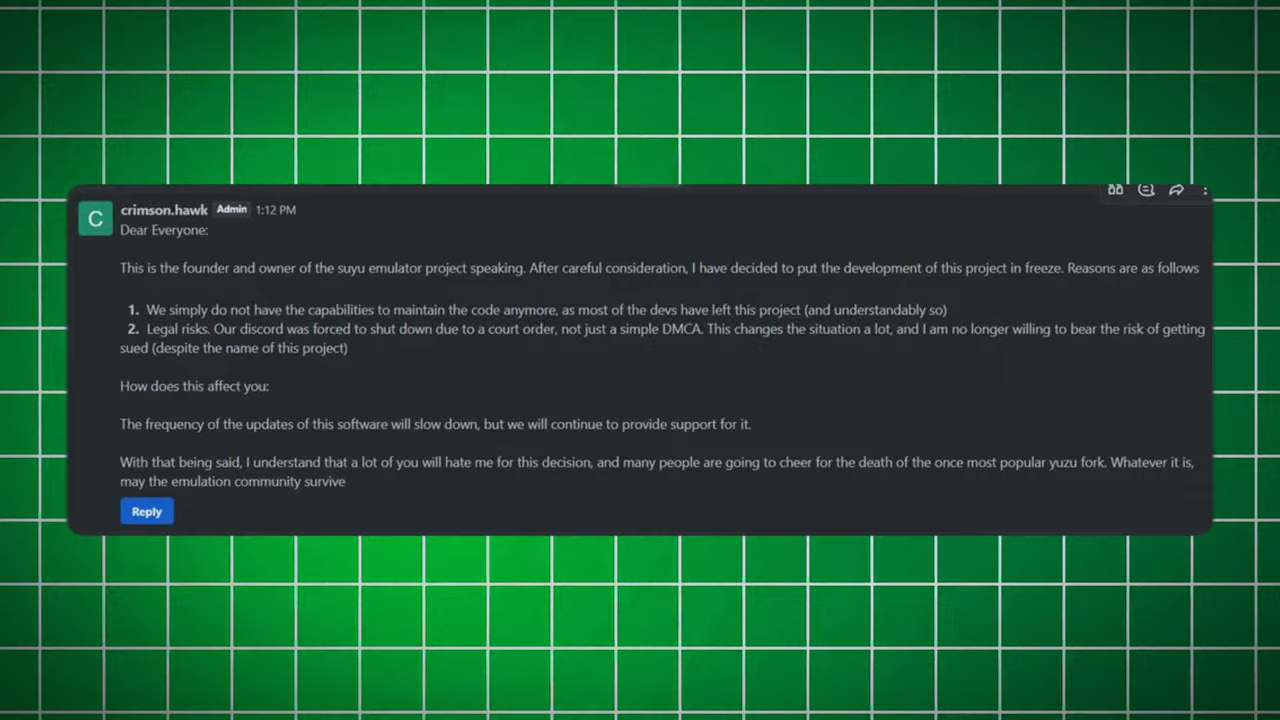 C
crimson.hawk Admin 1:12 PM
Dear Everyone:
This is the founder and owner of the suyu emulator project speaking. After careful consideration, I have decided to put the development of this project in freeze. Reasons are as follows
1. We simply do not have the capabilities to maintain the code anymore, as most of the devs have left this project (and understandably so)
2. Legal risks. Our discord was forced to shut down due to a court order, not just a simple DMCA. This changes the situation a lot, and I am no longer willing to bear the risk of getting
sued (despite the name of this project)
How does this affect you:
The frequency of the updates of this software will slow down, but we will continue to provide support for it.
With that being said, I understand that a lot of you will hate me for this decision, and many people are going to cheer for the death of the once most popular yuzu fork. Whatever it is,
may the emulation community survive
Reply